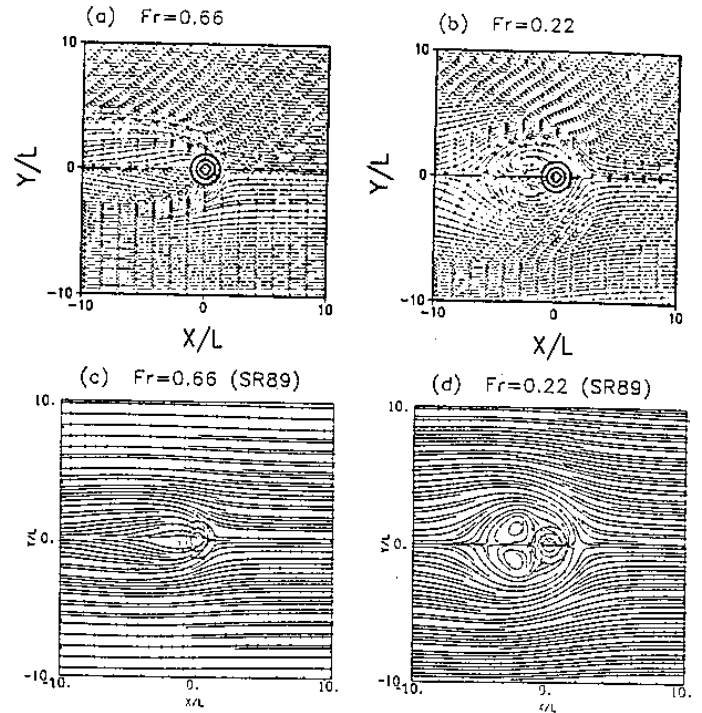 (a) Fr=0.66
(b) Fr=0.22
10
Y/L
0
-10
-10 0 10
X/L
10
Y/L
0
-10
-10 0 10
X/L
(c) Fr=0.66 (SR89)
(d) Fr=0.22 (SR89)
10.
Y/L
0.
-10.
-10. 0. 10.
X/L
10.
Y/L
0.
-10.
-10. 0. 10.
X/L